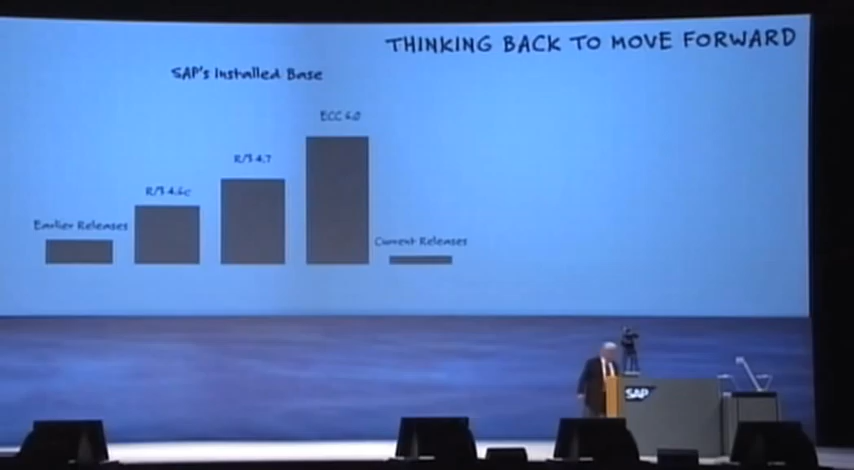 THINKING BACK TO MOVE FORWARD
SAP's Installed Base
ECC 6.0
R/3 4.7
R/3 4.6c
Earlier Releases
Current Releases
SAP